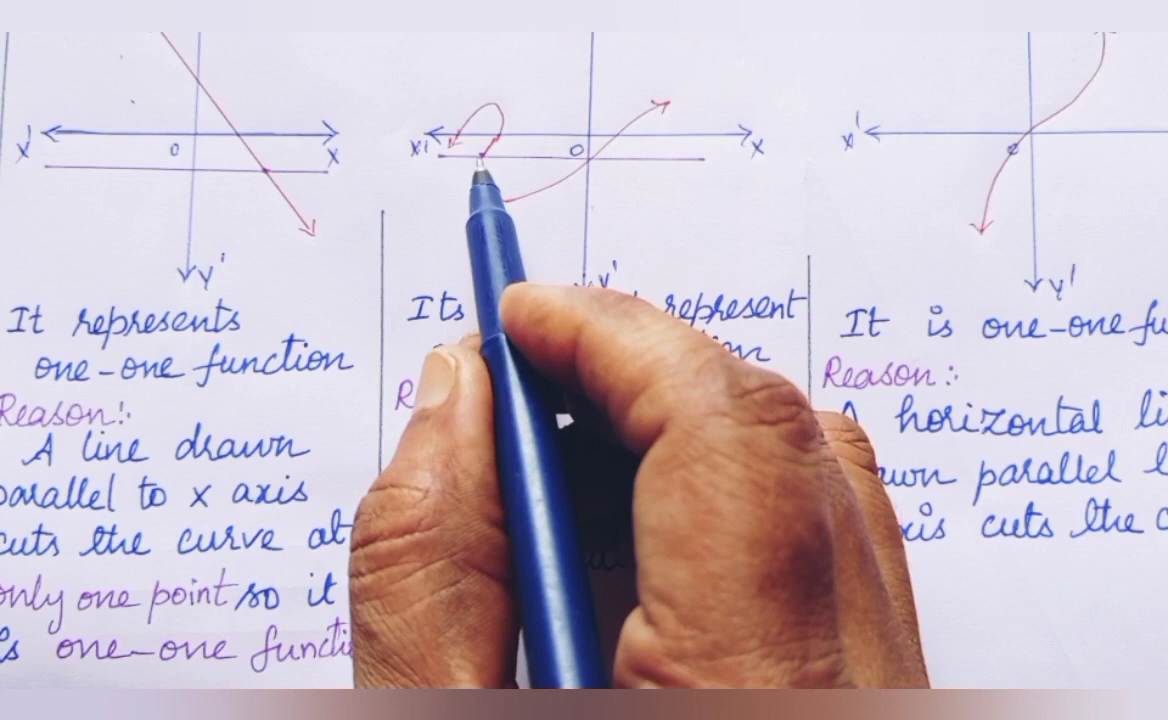 X' O X
Y'
It represents
one-one function
Reason:
A line drawn
parallel to x axis
cuts the curve at
only one point so it
is one-one functi
X' O X
Y'
Its represent
R
X' O
Y'
It is one-one fu
Reason:
A horizontal li
awn parallel
xis cuts the c